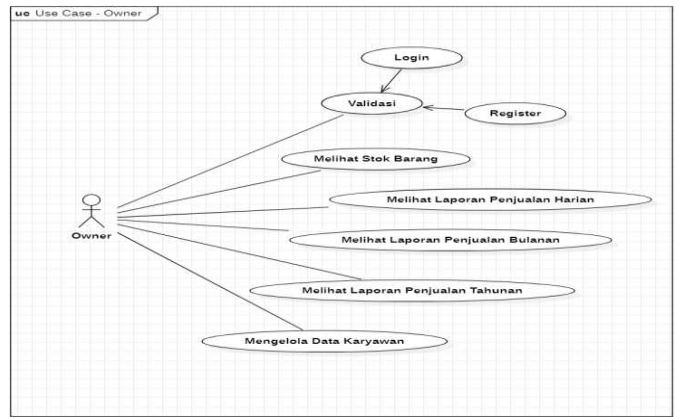 ue Use Case - Owner
Login
Validasi
Register
Melihat Stok Barang
Melihat Laporan Penjualan Harian
Owner
Melihat Laporan Penjualan Bulanan
Melihat Laporan Penjualan Tahunan
Mengelola Data Karyawan